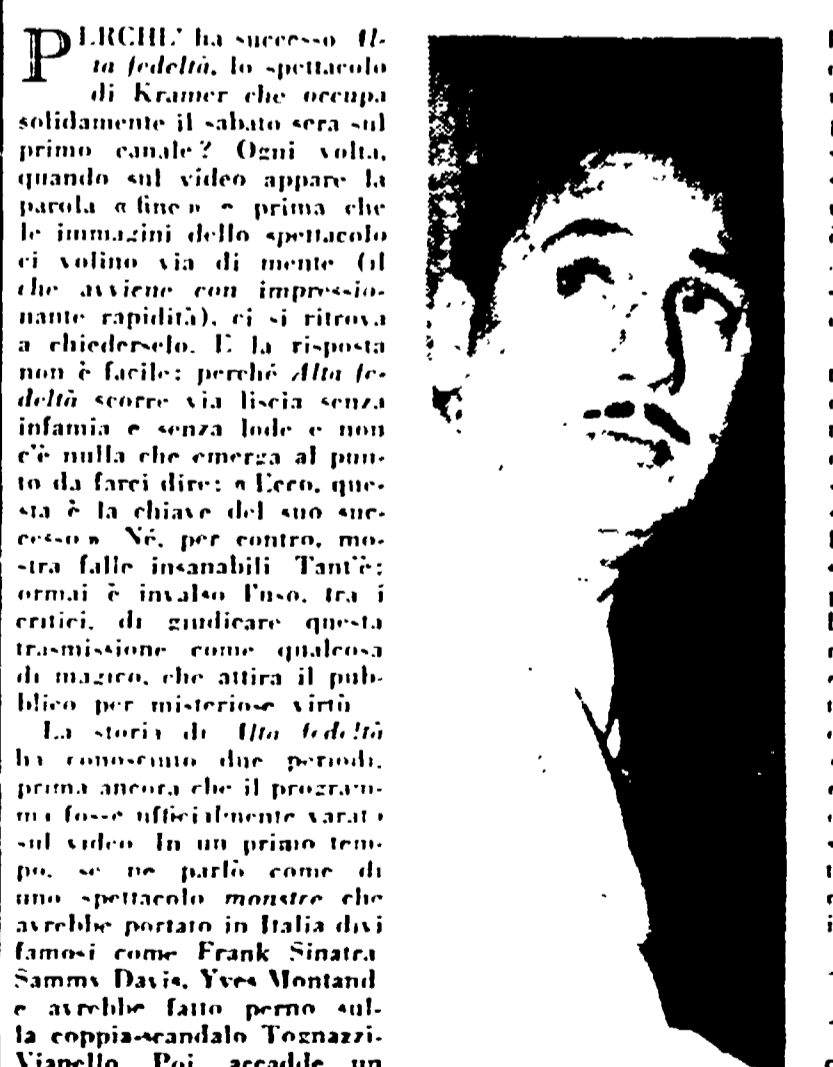 PERCHE' ha successo Al-
ta fedeltà, lo spettacolo
di Kramer che occupa
solidamente il sabato sera sul
primo canale? Ogni volta,
quando sul video appare la
parola « fine » e prima che
le immagini dello spettacolo
ci volino via di mente (il
che avviene con impressio-
nante rapidità), ci si ritrova
a chiederselo. E la risposta
non è facile: perché Alta fe-
deltà scorre via liscia senza
infamia e senza lode e non
c'è nulla che emerga al pun-
to da farci dire: « Ecco, que-
sta è la chiave del suo suc-
cesso » Né, per contro, mo-
stra falle insanabili Tant'è:
ormai è invalso l'uso, tra i
critici, di giudicare questa
trasmissione come qualcosa
di magico, che attira il pub-
blico per misteriose virtù
La storia di Alta fedeltà
ha conosciuto due periodi,
prima ancora che il program-
ma fosse ufficialmente varato
sul video In un primo tem-
po, se ne parlò come di
uno spettacolo monstre che
avrebbe portato in Italia divi
famosi come Frank Sinatra
Sammy Davis, Yves Montand
e avrebbe fatto perno sul-
la coppia-scandalo Tognazzi-
Vianello Poi accadde un